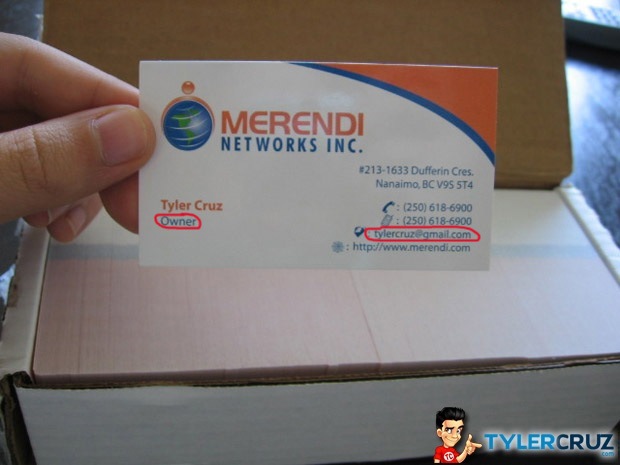 MERENDI
NETWORKS INC.
#213-1633 Dufferin Cres.
Nanaimo, BC V9S 5T4
Tyler Cruz
Owner
: (250) 618-6900
: (250) 618-6900
: tylercruz@gmail.com
: http://www.merendi.com
TC
TYLERCRUZ
.com